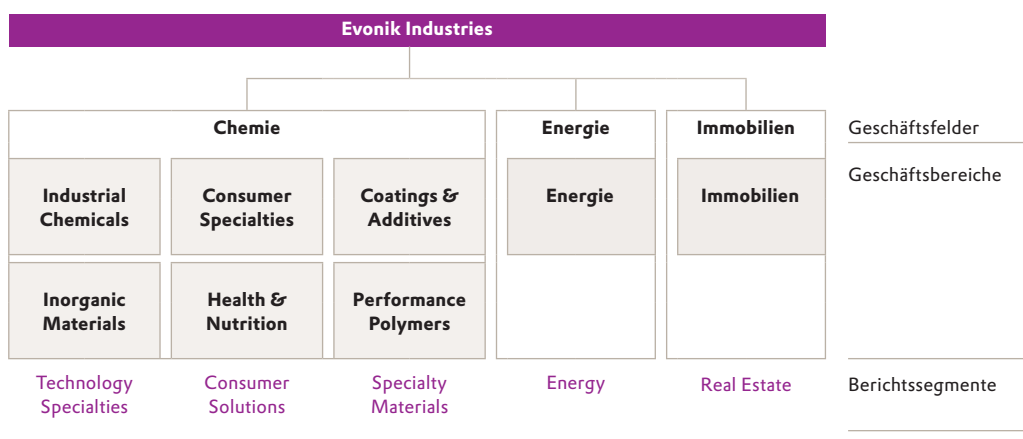 Evonik Industries
Chemie
Energie
Immobilien
Geschäftsfelder
Industrial
Chemicals
Consumer
Specialties
Coatings &
Additives
Energie
Immobilien
Geschäftsbereiche
Inorganic
Materials
Health &
Nutrition
Performance
Polymers
Technology
Specialties
Consumer
Solutions
Specialty
Materials
Energy
Real Estate
Berichtssegmente